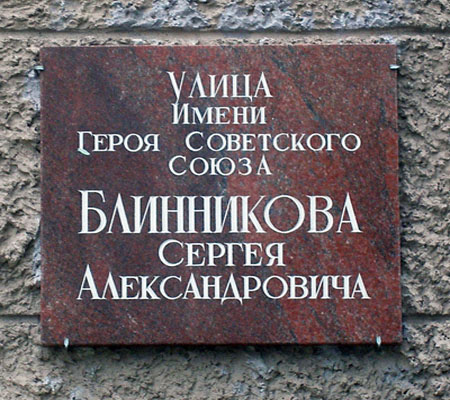 Улица
Имени
Героя Советского
Союза
Блинникова
Сергея
Александровича